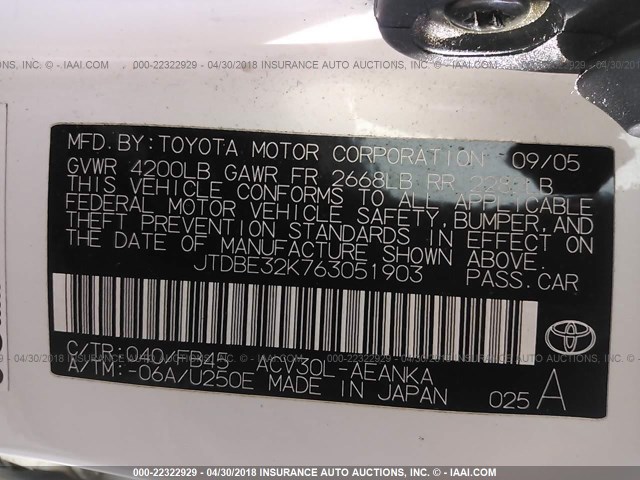 000-22322929 - 04/30/2018 INSURANCE AUTO AUCTIONS, INC. - © IAAI.COM
MFD. BY: TOYOTA MOTOR CORPORATION 09/05
GVWR 4200LB GAWR FR 2668LB RR
THIS VEHICLE CONFORMS TO ALL APPLICABLE
FEDERAL MOTOR VEHICLE SAFETY, BUMPER, AND
THEFT PREVENTION STANDARDS IN EFFECT ON
THE DATE OF MANUFACTURE SHOWN ABOVE.
JTDBE32K763051903 PASS.CAR
C/TR: ACV30L-AEANKA
A/TM: -06A/U250E MADE IN JAPAN
TOYOTA
025 A
000-22322929 - 04/30/2018 INSURANCE AUTO AUCTIONS, INC. - © IAAI.COM